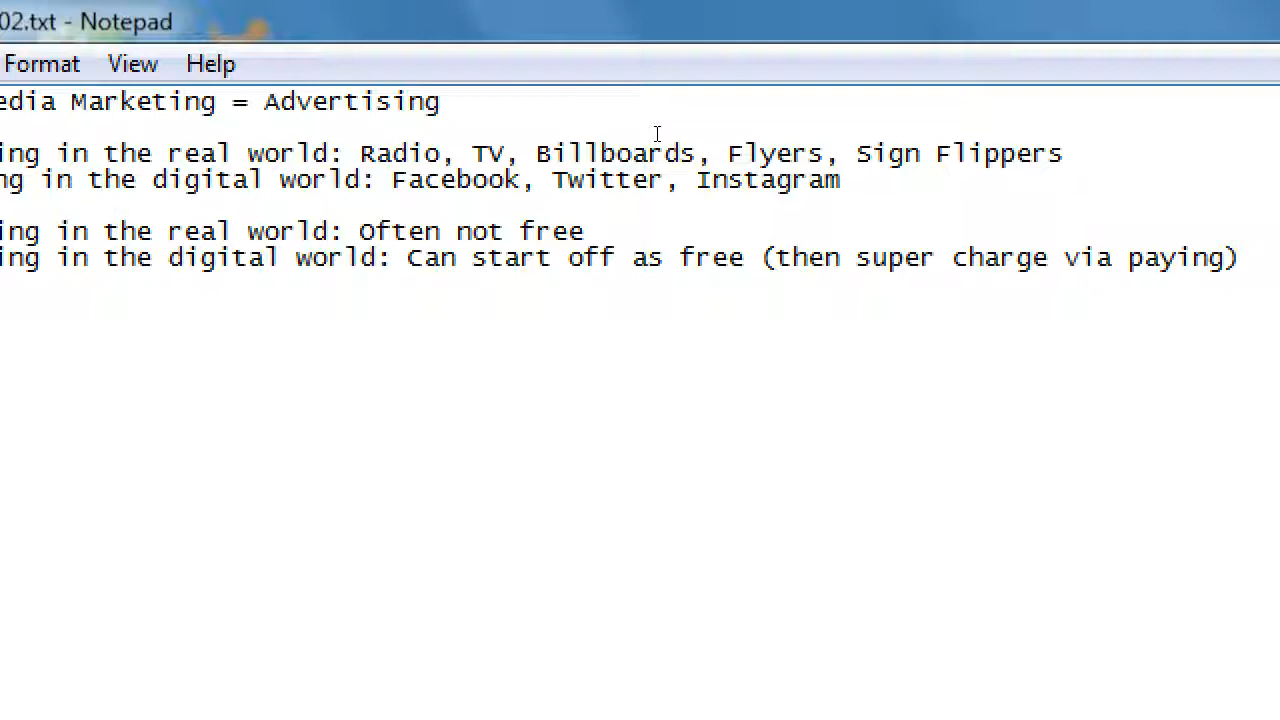 02.txt - Notepad
Format View Help
edia Marketing = Advertising
ing in the real world: Radio, TV, Billboards, Flyers, Sign Flippers
ng in the digital world: Facebook, Twitter, Instagram
ing in the real world: Often not free
ing in the digital world: Can start off as free (then super charge via paying)